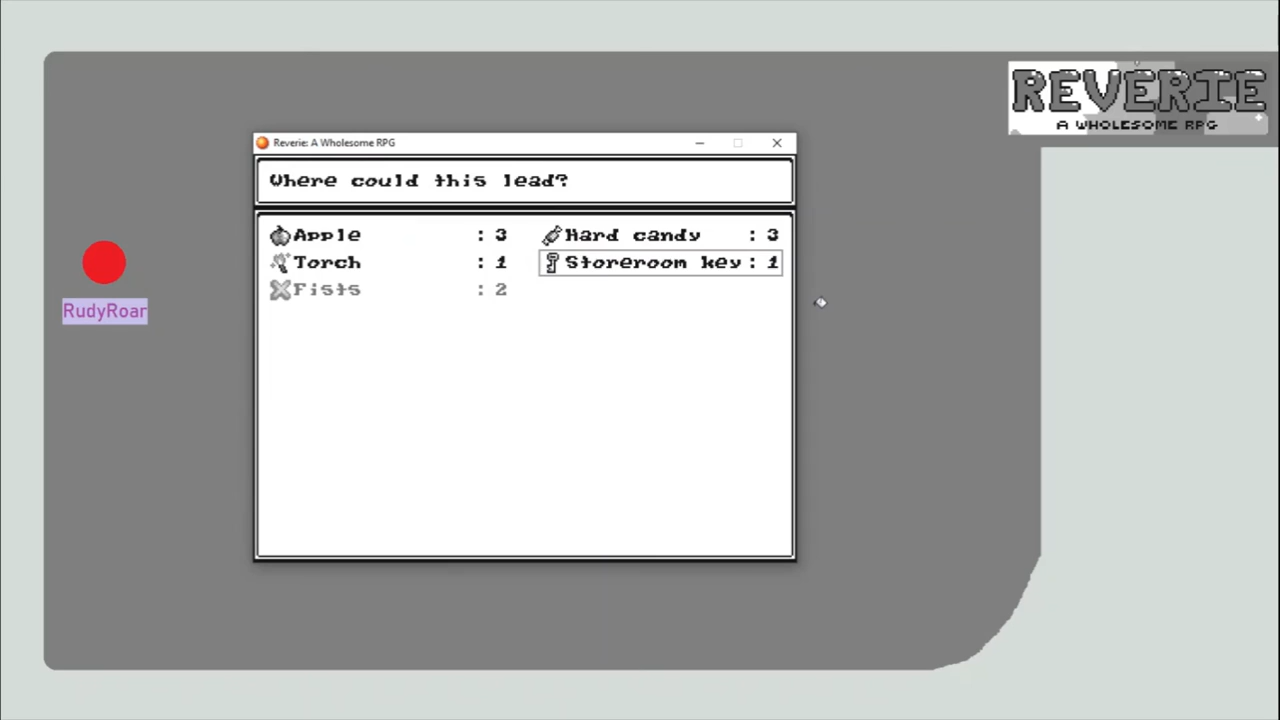 REVERIE
A WHOLESOME RPG
Reverie: A Wholesome RPG
Where could this lead?
Apple : 3 Hard candy : 3
Torch : 1 Storeroom key : 1
Fists : 2
RudyRoar